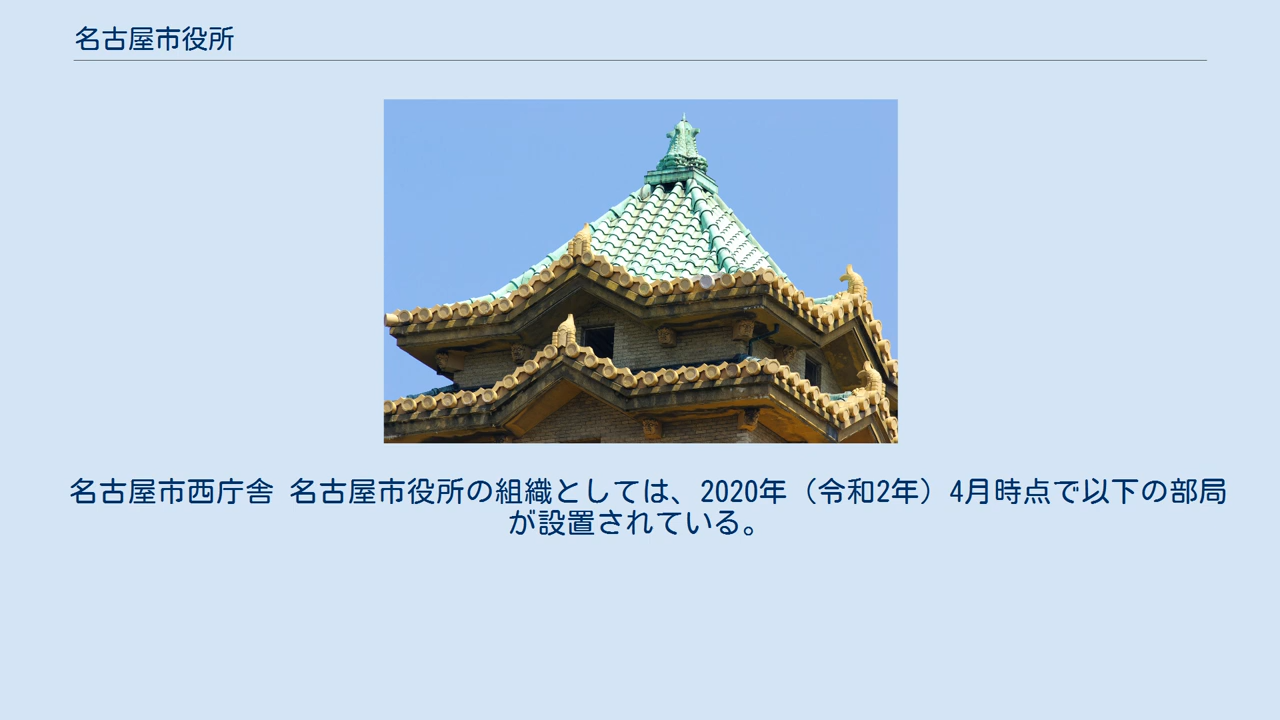 名古屋市役所
名古屋市西庁舎 名古屋市役所の組織としては、2020年（令和2年）4月時点で以下の部局
が設置されている。